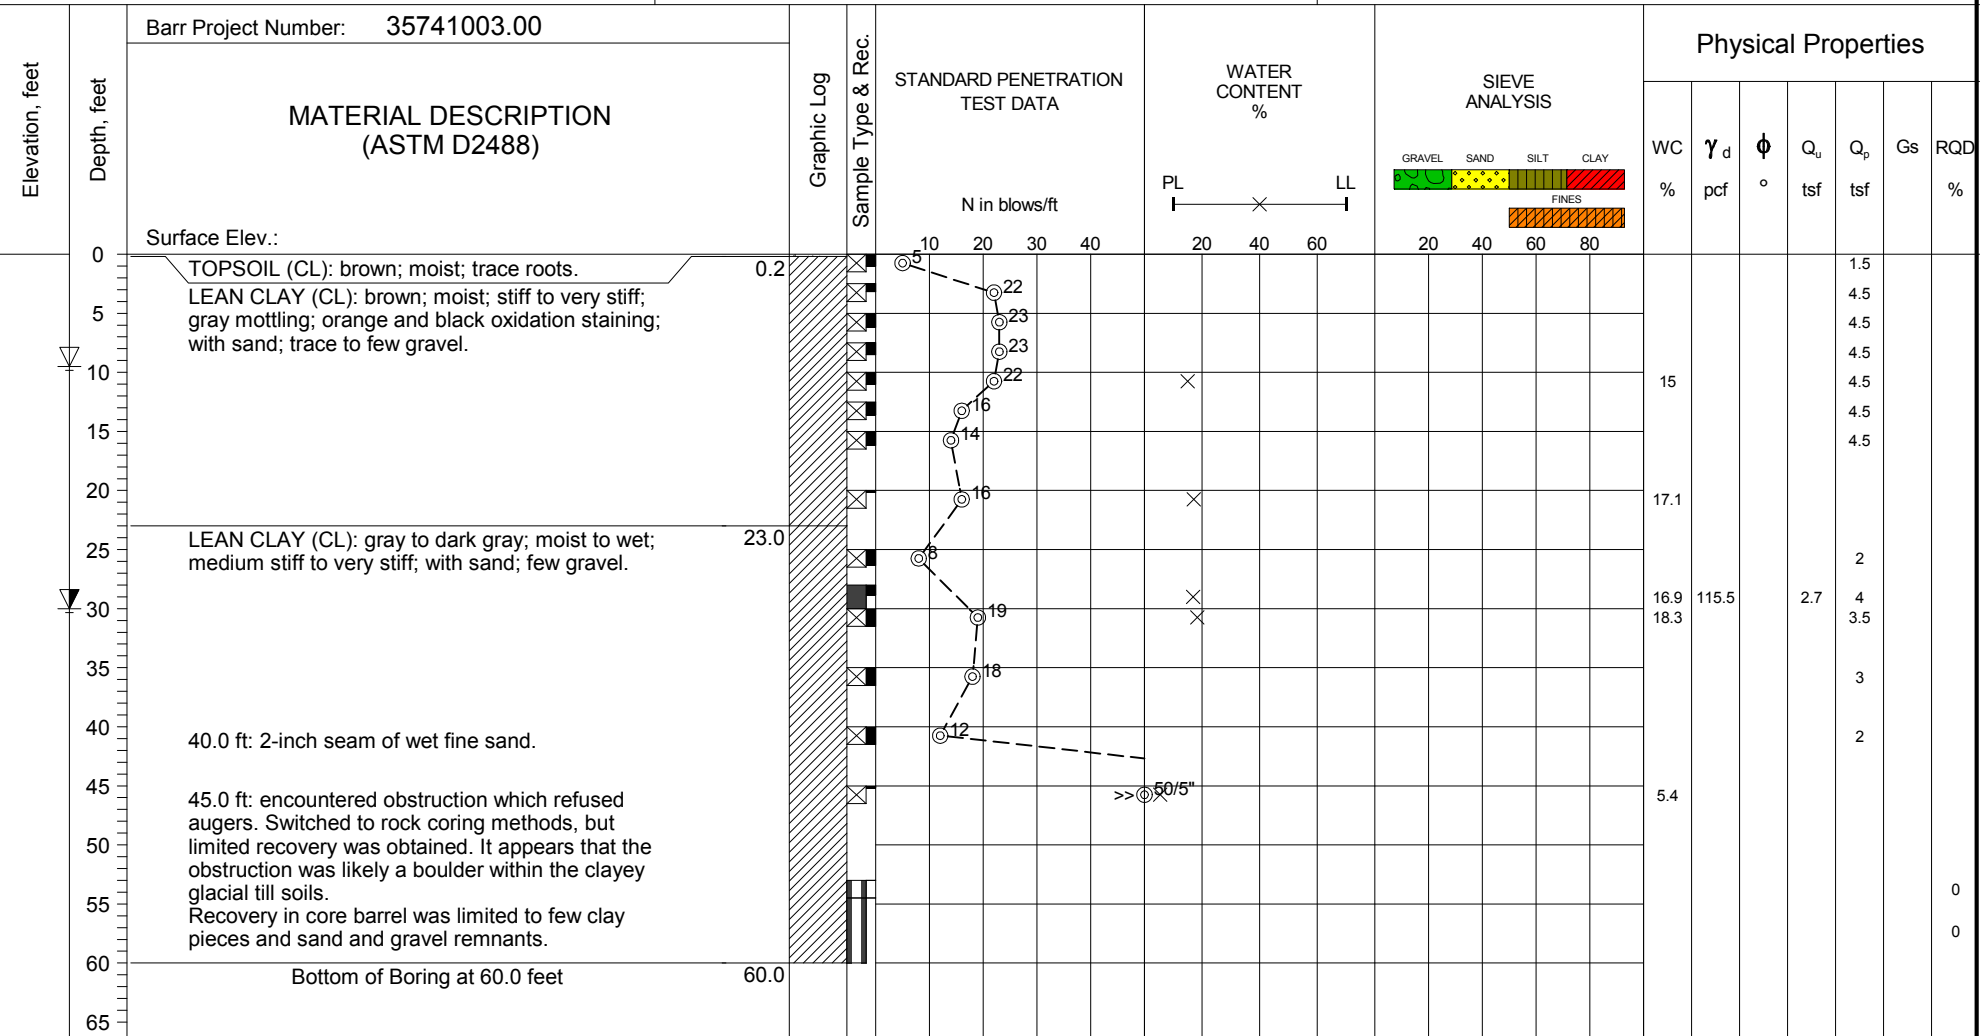 Barr Project Number: 35741003.00
Elevation, feet
Depth, feet
MATERIAL DESCRIPTION
(ASTM D2488)
Surface Elev.:
Graphic Log
Sample Type & Rec.
STANDARD PENETRATION
TEST DATA
N in blows/ft
10 20 30 40
WATER
CONTENT
%
PL LL
20 40 60
SIEVE
ANALYSIS
GRAVEL SAND SILT CLAY
FINES
20 40 60 80
Physical Properties
WC γd ϕ Qu Qp Gs RQD
% pcf ° tsf tsf %
0
TOPSOIL (CL): brown; moist; trace roots. 0.2
5 1.5
LEAN CLAY (CL): brown; moist; stiff to very stiff;
gray mottling; orange and black oxidation staining;
with sand; trace to few gravel.
22 4.5
5
23 4.5
23 4.5
10
22 15 4.5
16 4.5
15
14 4.5
20
16 17.1
LEAN CLAY (CL): gray to dark gray; moist to wet; 23.0
medium stiff to very stiff; with sand; few gravel.
25
8 2
16.9 115.5 2.7 4
30
19 18.3 3.5
35
18 3
40
12 2
40.0 ft: 2-inch seam of wet fine sand.
45
>> 50/5" 5.4
45.0 ft: encountered obstruction which refused
augers. Switched to rock coring methods, but
limited recovery was obtained. It appears that the
obstruction was likely a boulder within the clayey
glacial till soils.
Recovery in core barrel was limited to few clay
pieces and sand and gravel remnants.
50
0
55
0
60
Bottom of Boring at 60.0 feet 60.0
65